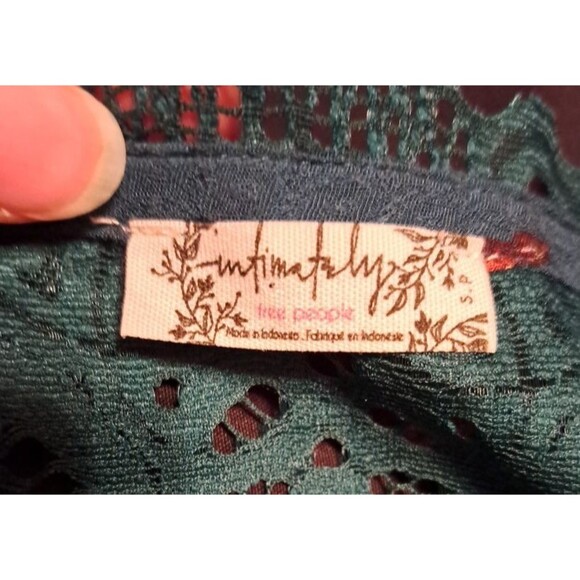 intimately
free people
Made in Indonesia . Fabriqué en Indonésie
S.P